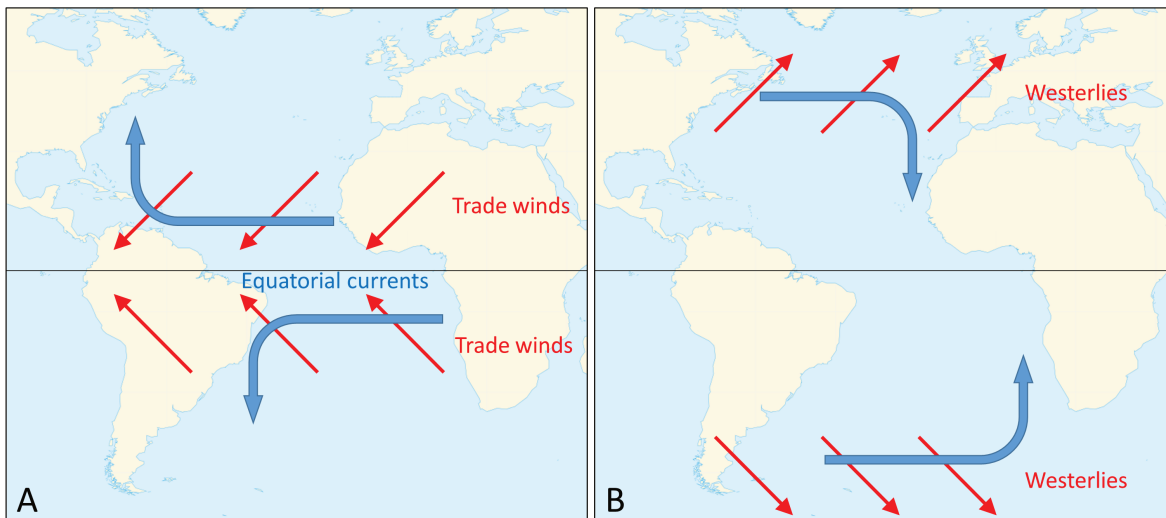 Trade winds
Equatorial currents
Trade winds
A
Westerlies
Westerlies
B